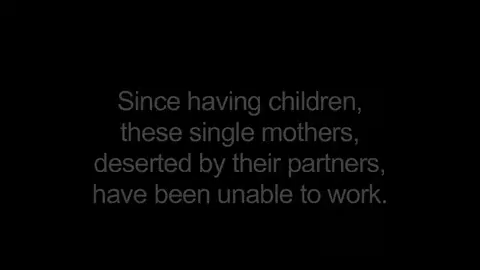 Since having children,
these single mothers,
deserted by their partners,
have been unable to work.